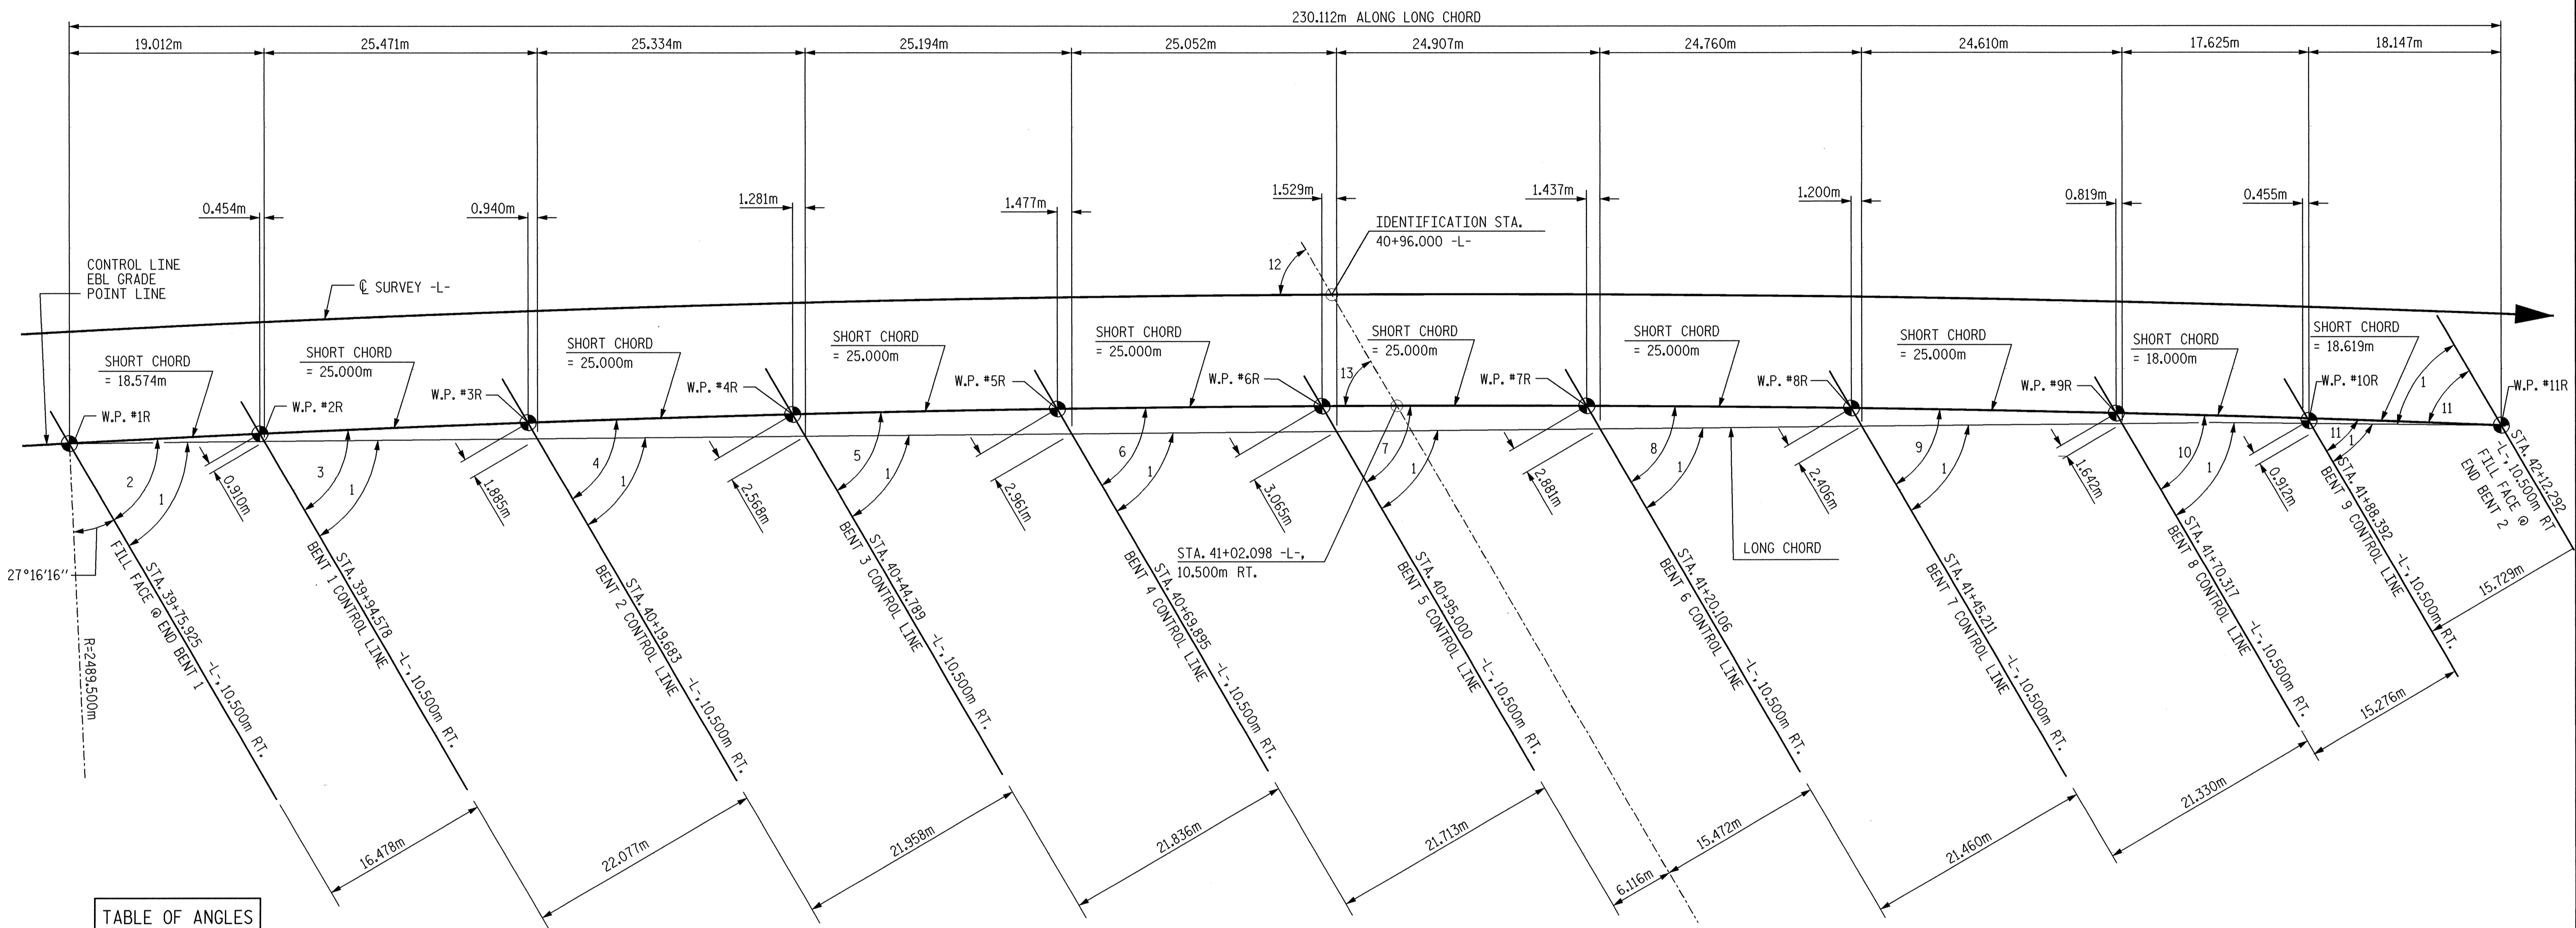 230.112m ALONG LONG CHORD
19.012m 25.471m 25.334m 25.194m 25.052m 24.907m 24.760m 24.610m 17.625m 18.147m
0.454m 0.940m 1.281m 1.477m 1.529m 1.437m 1.200m 0.819m 0.455m
IDENTIFICATION STA.
40+96.000 -L-
12
CONTROL LINE
EBL GRADE
POINT LINE
℄ SURVEY -L-
SHORT CHORD
= 18.574m
SHORT CHORD
= 25.000m
SHORT CHORD
= 25.000m
SHORT CHORD
= 25.000m
SHORT CHORD
= 25.000m
SHORT CHORD
= 25.000m
SHORT CHORD
= 25.000m
SHORT CHORD
= 25.000m
SHORT CHORD
= 18.000m
SHORT CHORD
= 18.619m
W.P. #1R
W.P. #2R
W.P. #3R
W.P. #4R
W.P. #5R
W.P. #6R
13
W.P. #7R
W.P. #8R
W.P. #9R
W.P. #10R
W.P. #11R
2
1
3
1
4
1
5
1
6
1
7
1
8
1
9
1
10
1
11
1
1
11
0.910m
1.885m
2.568m
2.961m
3.065m
2.881m
2.406m
1.642m
0.912m
27°16'16''
R=2489.500m
STA. 39+75.925 -L-, 10.500m RT.
FILL FACE @ END BENT 1
STA. 39+94.578 -L-, 10.500m RT.
BENT 1 CONTROL LINE
STA. 40+19.683 -L-, 10.500m RT.
BENT 2 CONTROL LINE
STA. 40+44.789 -L-, 10.500m RT.
BENT 3 CONTROL LINE
STA. 40+69.895 -L-, 10.500m RT.
BENT 4 CONTROL LINE
STA. 41+02.098 -L-,
10.500m RT.
STA. 40+95.000 -L-, 10.500m RT.
BENT 5 CONTROL LINE
STA. 41+20.106 -L-, 10.500m RT.
BENT 6 CONTROL LINE
LONG CHORD
STA. 41+45.211 -L-, 10.500m RT.
BENT 7 CONTROL LINE
STA. 41+70.317 -L-, 10.500m RT.
BENT 8 CONTROL LINE
STA. 41+88.392 -L-, 10.500m RT.
BENT 9 CONTROL LINE
STA. 42+12.292
-L-, 10.500m RT
FILL FACE @
END BENT 2
16.478m
22.077m
21.958m
21.836m
21.713m
6.116m
15.472m
21.460m
21.330m
15.276m
15.729m
TABLE OF ANGLES